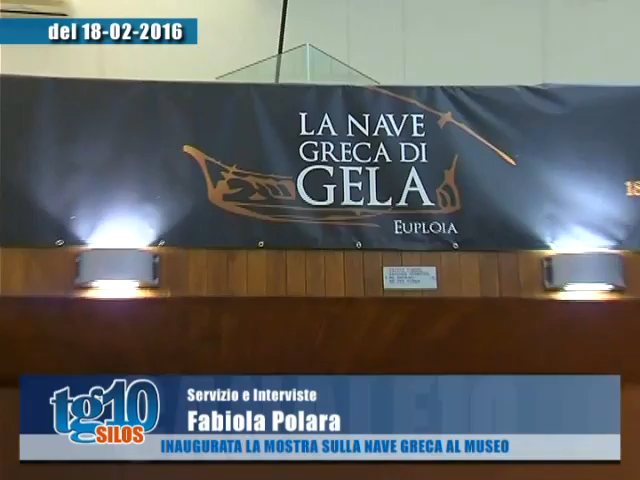 del 18-02-2016
LA NAVE
GRECA DI
GELA
EUPLOIA
18
tg10
SILOS
Servizio e Interviste
Fabiola Polara
INAUGURATA LA MOSTRA SULLA NAVE GRECA AL MUSEO